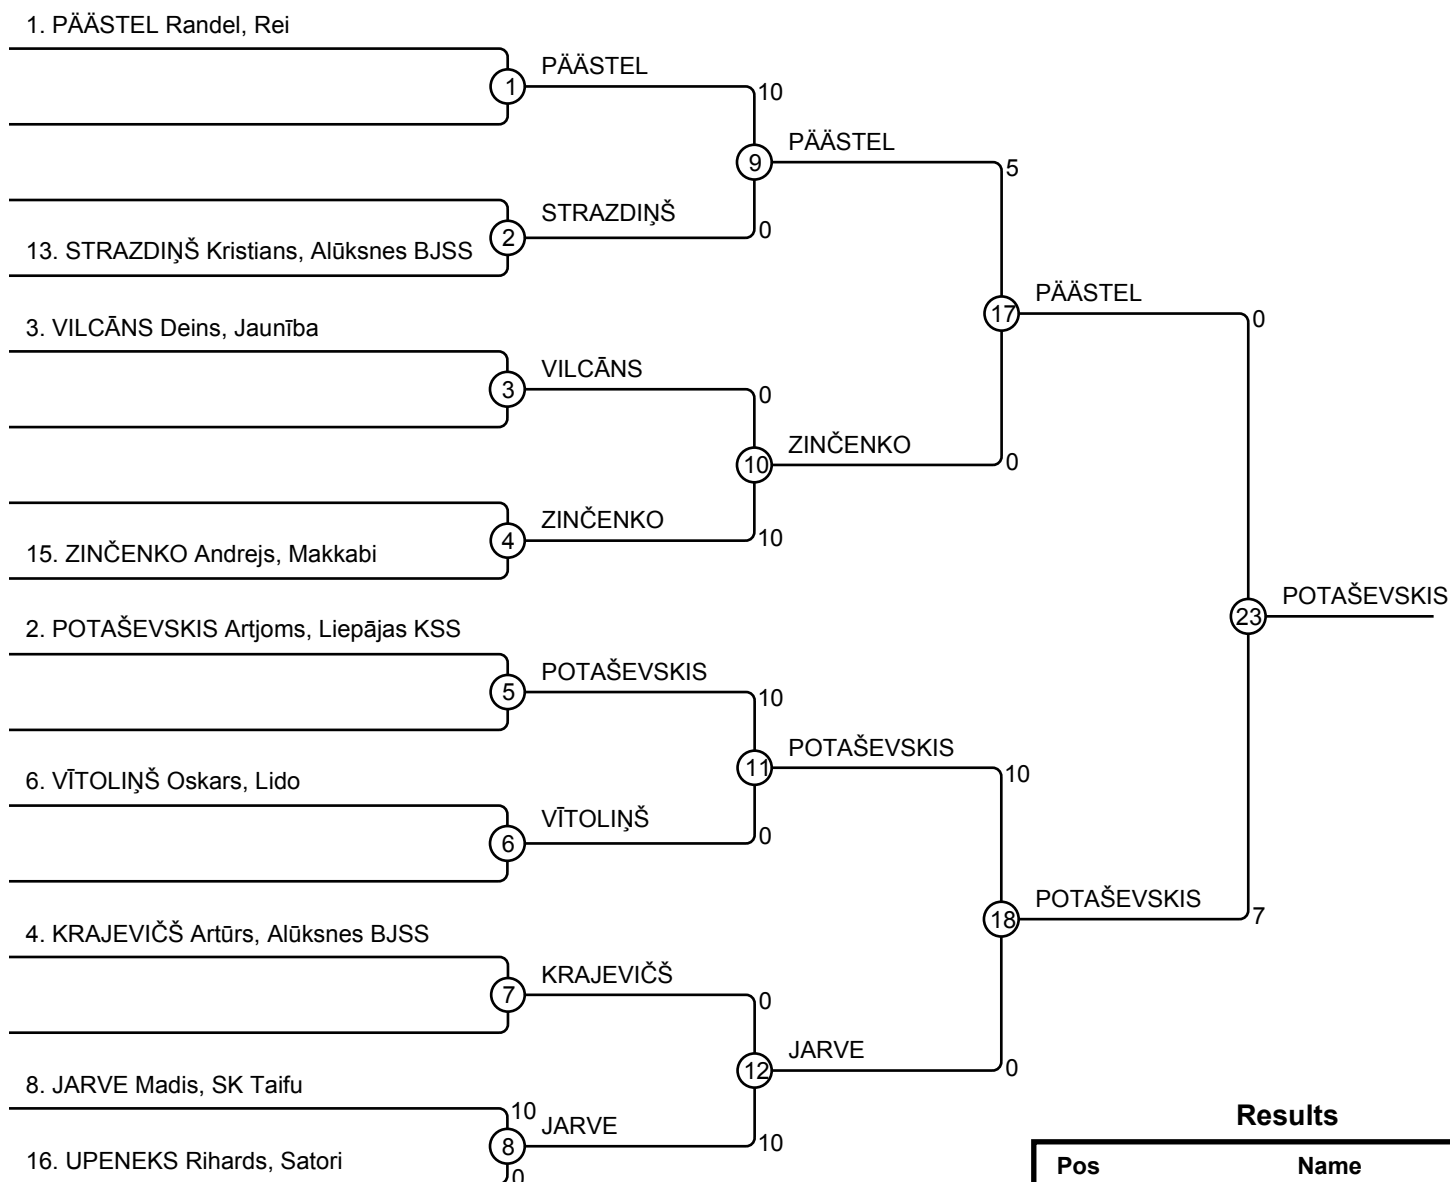 1. PÄÄSTEL Randel, Rei
1
PÄÄSTEL
10
9
PÄÄSTEL
5
STRAZDIŅŠ
0
2
13. STRAZDIŅŠ Kristians, Alūksnes BJSS
17
PÄÄSTEL
0
3. VILCĀNS Deins, Jaunība
3
VILCĀNS
0
10
ZINČENKO
0
ZINČENKO
10
4
15. ZINČENKO Andrejs, Makkabi
23
POTAŠEVSKIS
2. POTAŠEVSKIS Artjoms, Liepājas KSS
5
POTAŠEVSKIS
10
11
POTAŠEVSKIS
10
6. VĪTOLIŅŠ Oskars, Lido
VĪTOLIŅŠ
0
6
18
POTAŠEVSKIS
7
4. KRAJEVIČŠ Artūrs, Alūksnes BJSS
7
KRAJEVIČŠ
0
12
JARVE
0
8. JARVE Madis, SK Taifu
10
JARVE
10
8
16. UPENEKS Rihards, Satori
0
Results
Pos Name